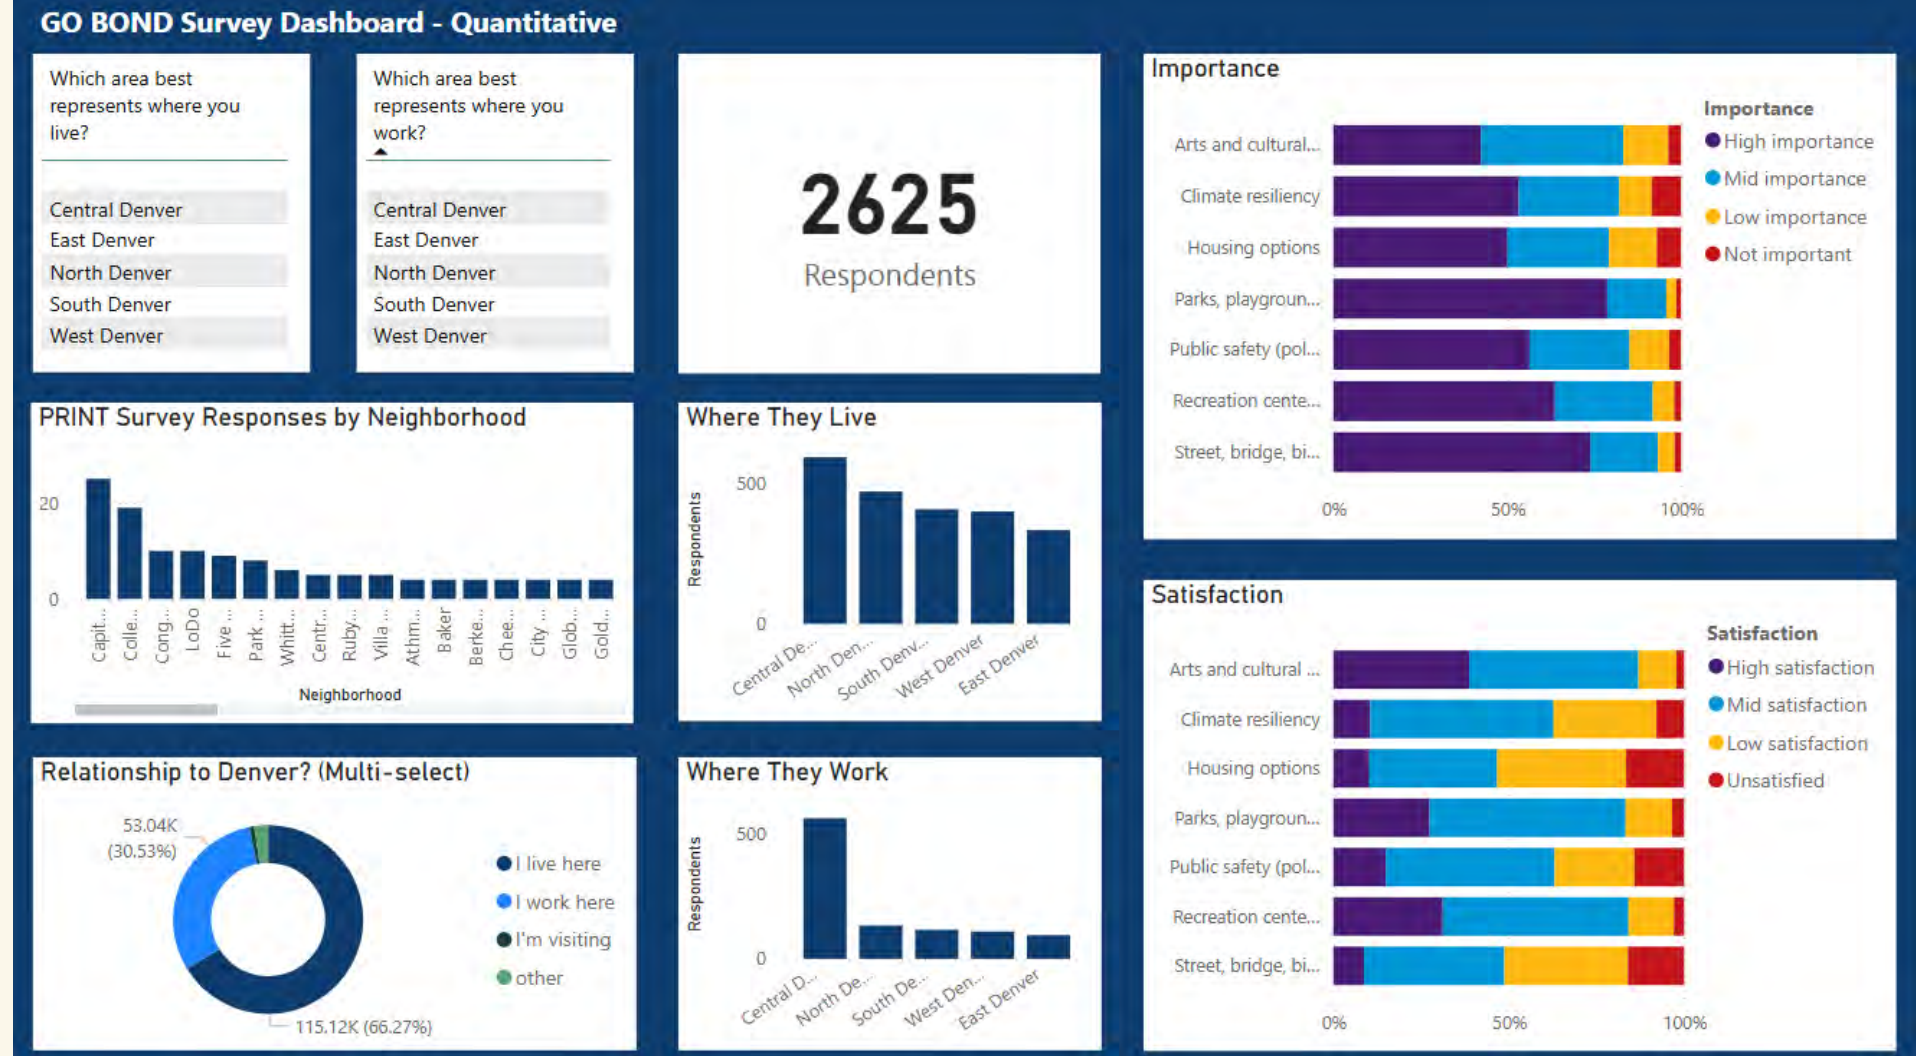 GO BOND Survey Dashboard - Quantitative
Which area best
represents where you
live?
Central Denver
East Denver
North Denver
South Denver
West Denver
Which area best
represents where you
work?
Central Denver
East Denver
North Denver
South Denver
West Denver
2625
Respondents
PRINT Survey Responses by Neighborhood
20
0
Capit...
Colle...
Cong...
LoDo
Five ...
Park ...
Whitt...
Centr...
Ruby...
Villa ...
Athm...
Baker
Berke...
Chee...
City ...
Glob...
Gold...
Neighborhood
Where They Live
Respondents
500
0
Central De...
North Den...
South Denv...
West Denver
East Denver
Relationship to Denver? (Multi-select)
53.04K
(30.53%)
115.12K (66.27%)
I live here
I work here
I'm visiting
other
Where They Work
Respondents
500
0
Central D...
North De...
South De...
West Den...
East Denver
Importance
Arts and cultural...
Climate resiliency
Housing options
Parks, playgroun...
Public safety (pol...
Recreation cente...
Street, bridge, bi...
0%
50%
100%
Importance
High importance
Mid importance
Low importance
Not important
Satisfaction
Arts and cultural ...
Climate resiliency
Housing options
Parks, playgroun...
Public safety (pol...
Recreation cente...
Street, bridge, bi...
0%
50%
100%
Satisfaction
High satisfaction
Mid satisfaction
Low satisfaction
Unsatisfied